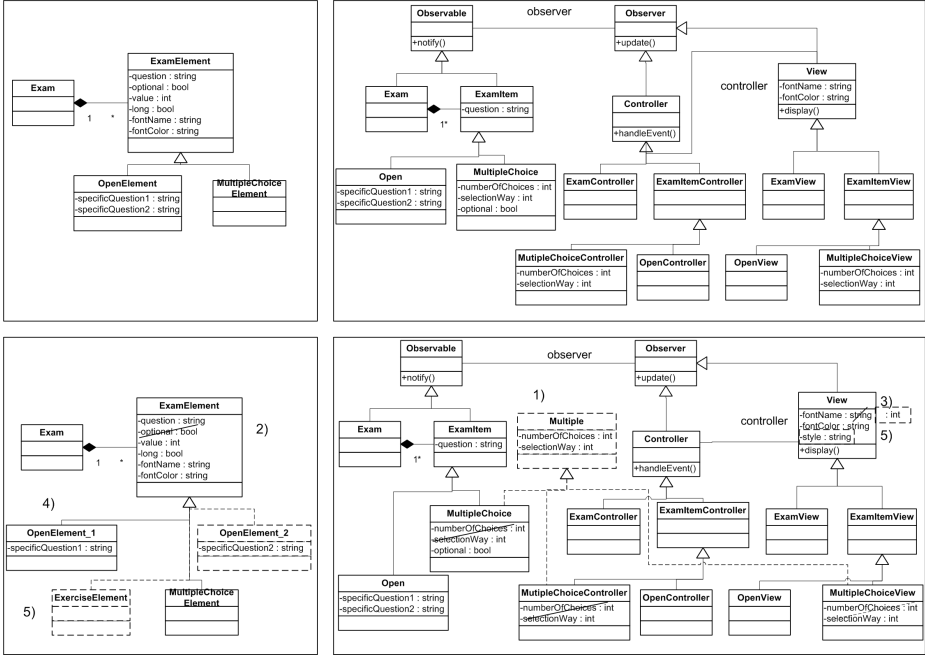 Exam
1
*
ExamElement
-question : string
-optional : bool
-value : int
-long : bool
-fontName : string
-fontColor : string
OpenElement
-specificQuestion1 : string
-specificQuestion2 : string
MultipleChoice
Element
Observable
+notify()
observer
Observer
+update()
Exam
1*
ExamItem
-question : string
Controller
+handleEvent()
controller
View
-fontName : string
-fontColor : string
+display()
Open
-specificQuestion1 : string
-specificQuestion2 : string
MultipleChoice
-numberOfChoices : int
-selectionWay : int
-optional : bool
ExamController
ExamItemController
ExamView
ExamItemView
MutipleChoiceController
-numberOfChoices : int
-selectionWay : int
OpenController
OpenView
MultipleChoiceView
-numberOfChoices : int
-selectionWay : int
Exam
1
*
ExamElement
-question : string
-optional : bool
-value : int
-long : bool
-fontName : string
-fontColor : string
2)
4)
OpenElement_1
-specificQuestion1 : string
OpenElement_2
-specificQuestion2 : string
5)
ExerciseElement
MultipleChoice
Element
Observable
+notify()
observer
Observer
+update()
1)
Exam
1*
ExamItem
-question : string
Multiple
-numberOfChoices : int
-selectionWay : int
Controller
+handleEvent()
controller
View
-fontName : string
-fontColor : string
-style : string
+display()
3)
: int
5)
MultipleChoice
-numberOfChoices : int
-selectionWay : int
-optional : bool
Open
-specificQuestion1 : string
-specificQuestion2 : string
ExamController
ExamItemController
ExamView
ExamItemView
MutipleChoiceController
-numberOfChoices : int
-selectionWay : int
OpenController
OpenView
MultipleChoiceView
-numberOfChoices : int
-selectionWay : int